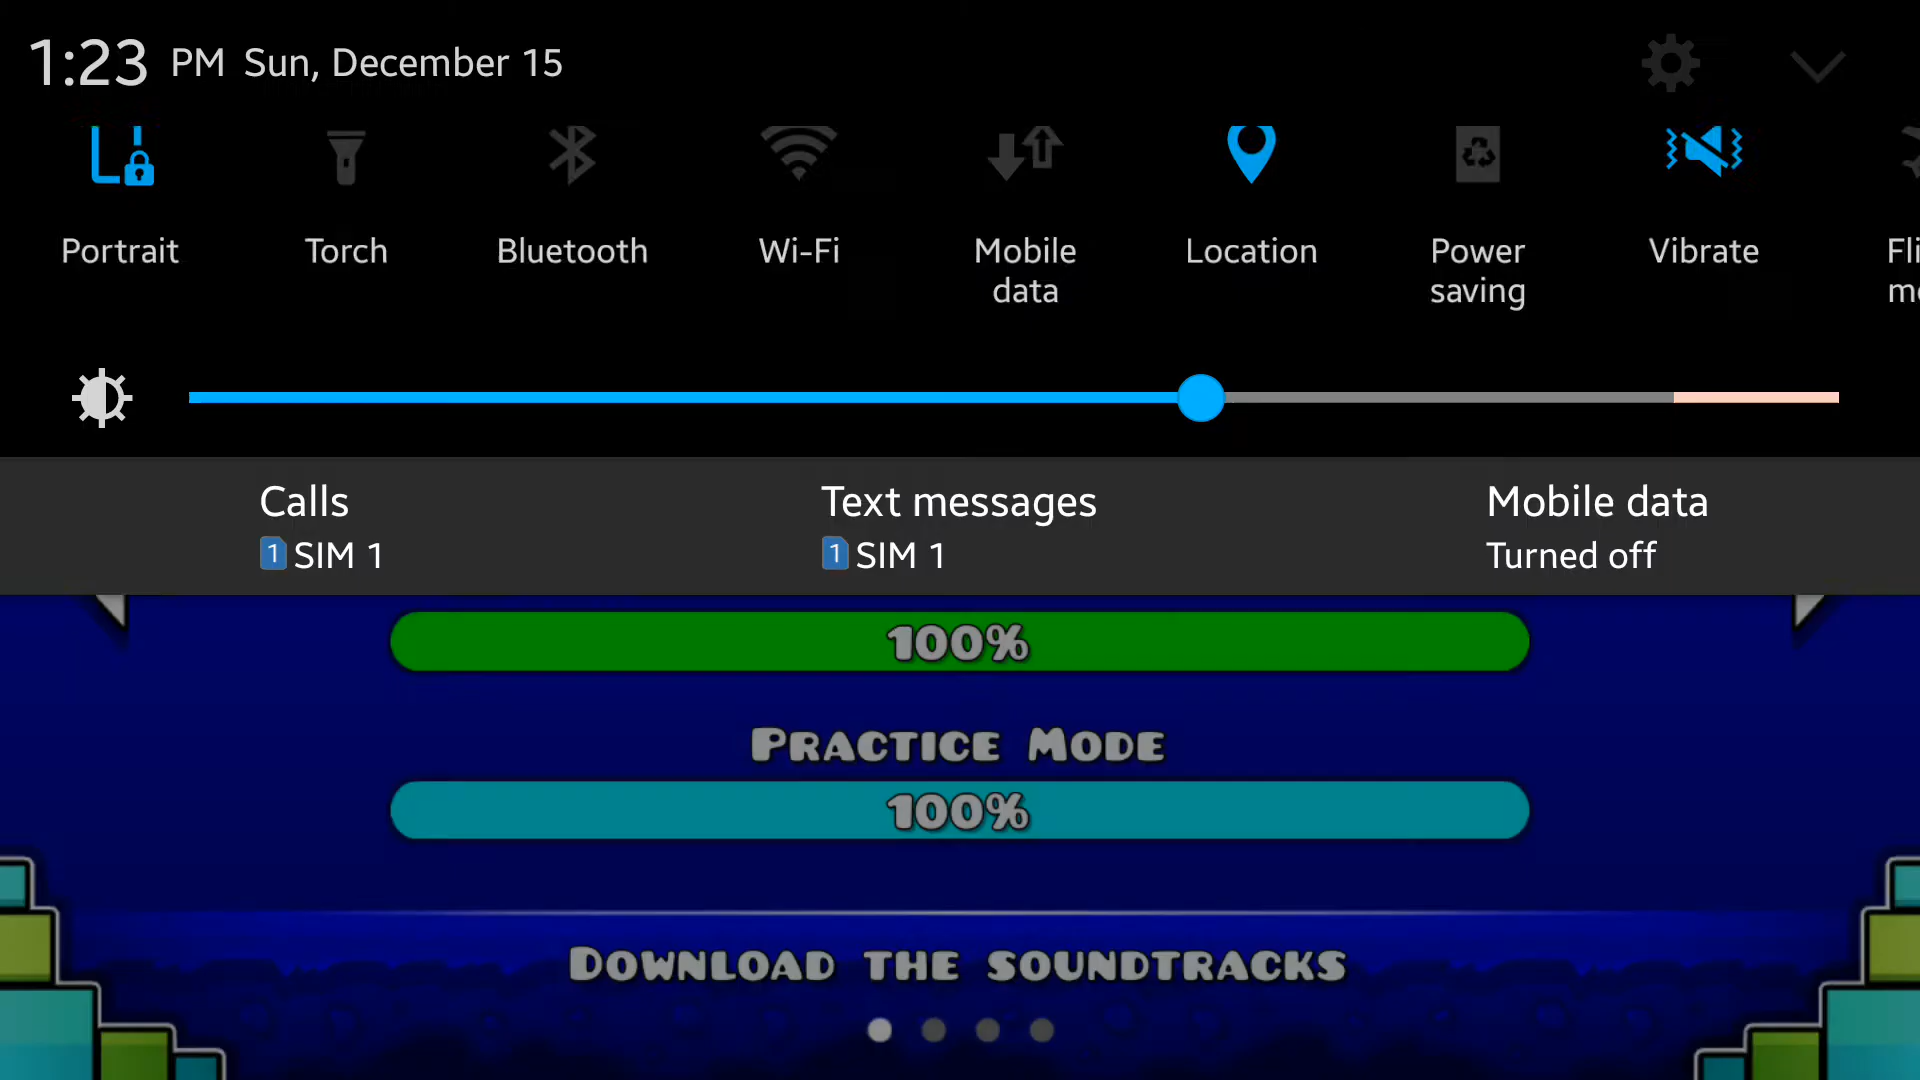 1:23 PM Sun, December 15
Portrait
Torch
Bluetooth
Wi-Fi
Mobile
data
Location
Power
saving
Vibrate
Calls
1 SIM 1
Text messages
1 SIM 1
Mobile data
Turned off
100%
Practice Mode
100%
Download the soundtracks